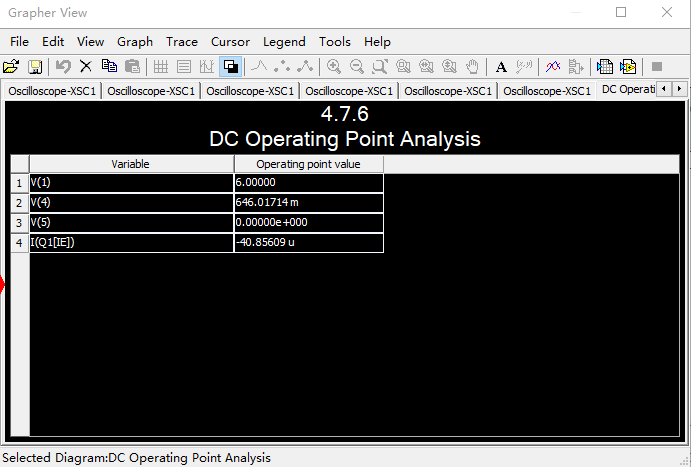 Grapher View
File Edit View Graph Trace Cursor Legend Tools Help
Oscilloscope-XSC1 Oscilloscope-XSC1 Oscilloscope-XSC1 Oscilloscope-XSC1 Oscilloscope-XSC1 Oscilloscope-XSC1 DC Operati
4.7.6
DC Operating Point Analysis
Variable Operating point value
1 V(1) 6.00000
2 V(4) 646.01714 m
3 V(5) 0.00000e+000
4 I(Q1[IE]) -40.85609 u
Selected Diagram:DC Operating Point Analysis